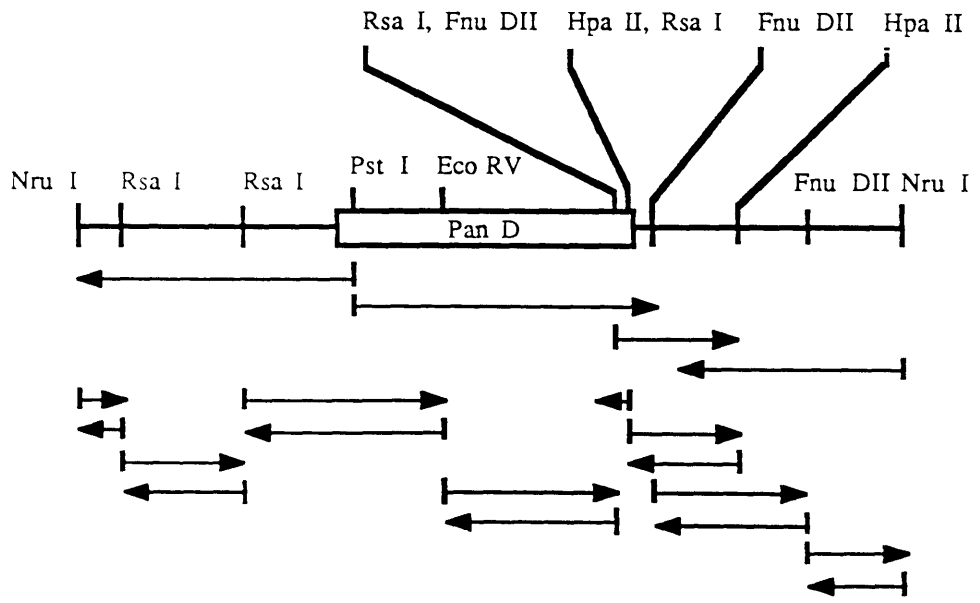 Rsa I, Fnu DII Hpa II, Rsa I Fnu DII Hpa II
Pst I Eco RV
Nru I Rsa I Rsa I Fnu DII Nru I
Pan D